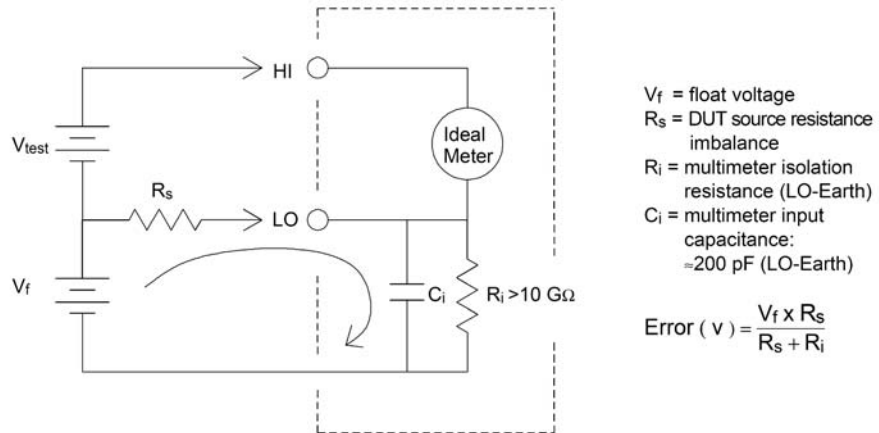 HI
Vtest
Ideal
Meter
Rs
LO
Vf
Ci
Ri >10 GΩ
Vf = float voltage
Rs = DUT source resistance
imbalance
Ri = multimeter isolation
resistance (LO-Earth)
Ci = multimeter input
capacitance:
≈200 pF (LO-Earth)
Error ( v ) = Vf x Rs
Rs + Ri